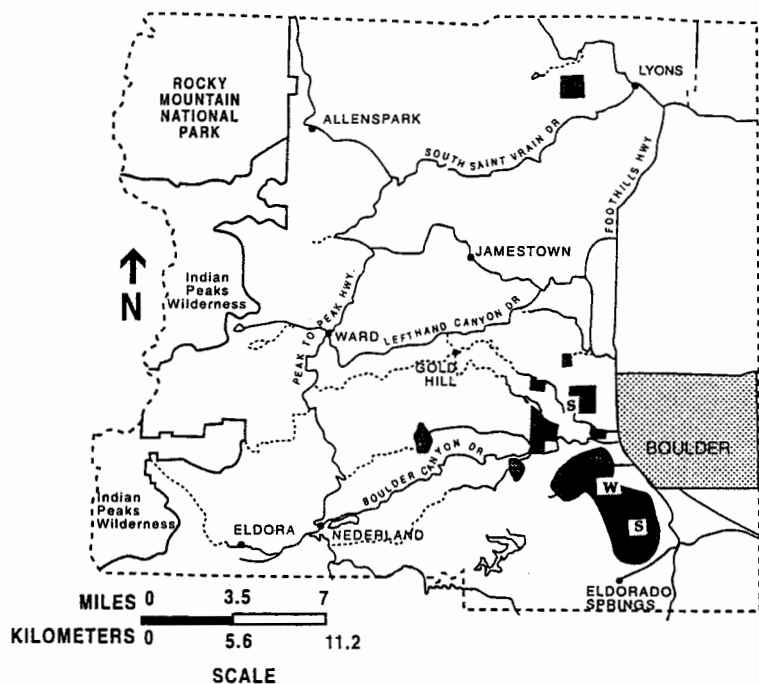 ROCKY
MOUNTAIN
NATIONAL
PARK
LYONS
ALLENSPARK
SOUTH SAINT VRAIN DR
FOOTHILLS HWY
N
Indian
Peaks
Wilderness
JAMESTOWN
PEAK TO PEAK HWY.
WARD
LEFTHAND CANYON DR
GOLD
HILL
S
BOULDER
BOULDER CANYON DR
W
Indian
Peaks
Wilderness
S
ELDORA
NEDERLAND
ELDORADO
SPRINGS
MILES 0 3.5 7
KILOMETERS 0 5.6 11.2
SCALE